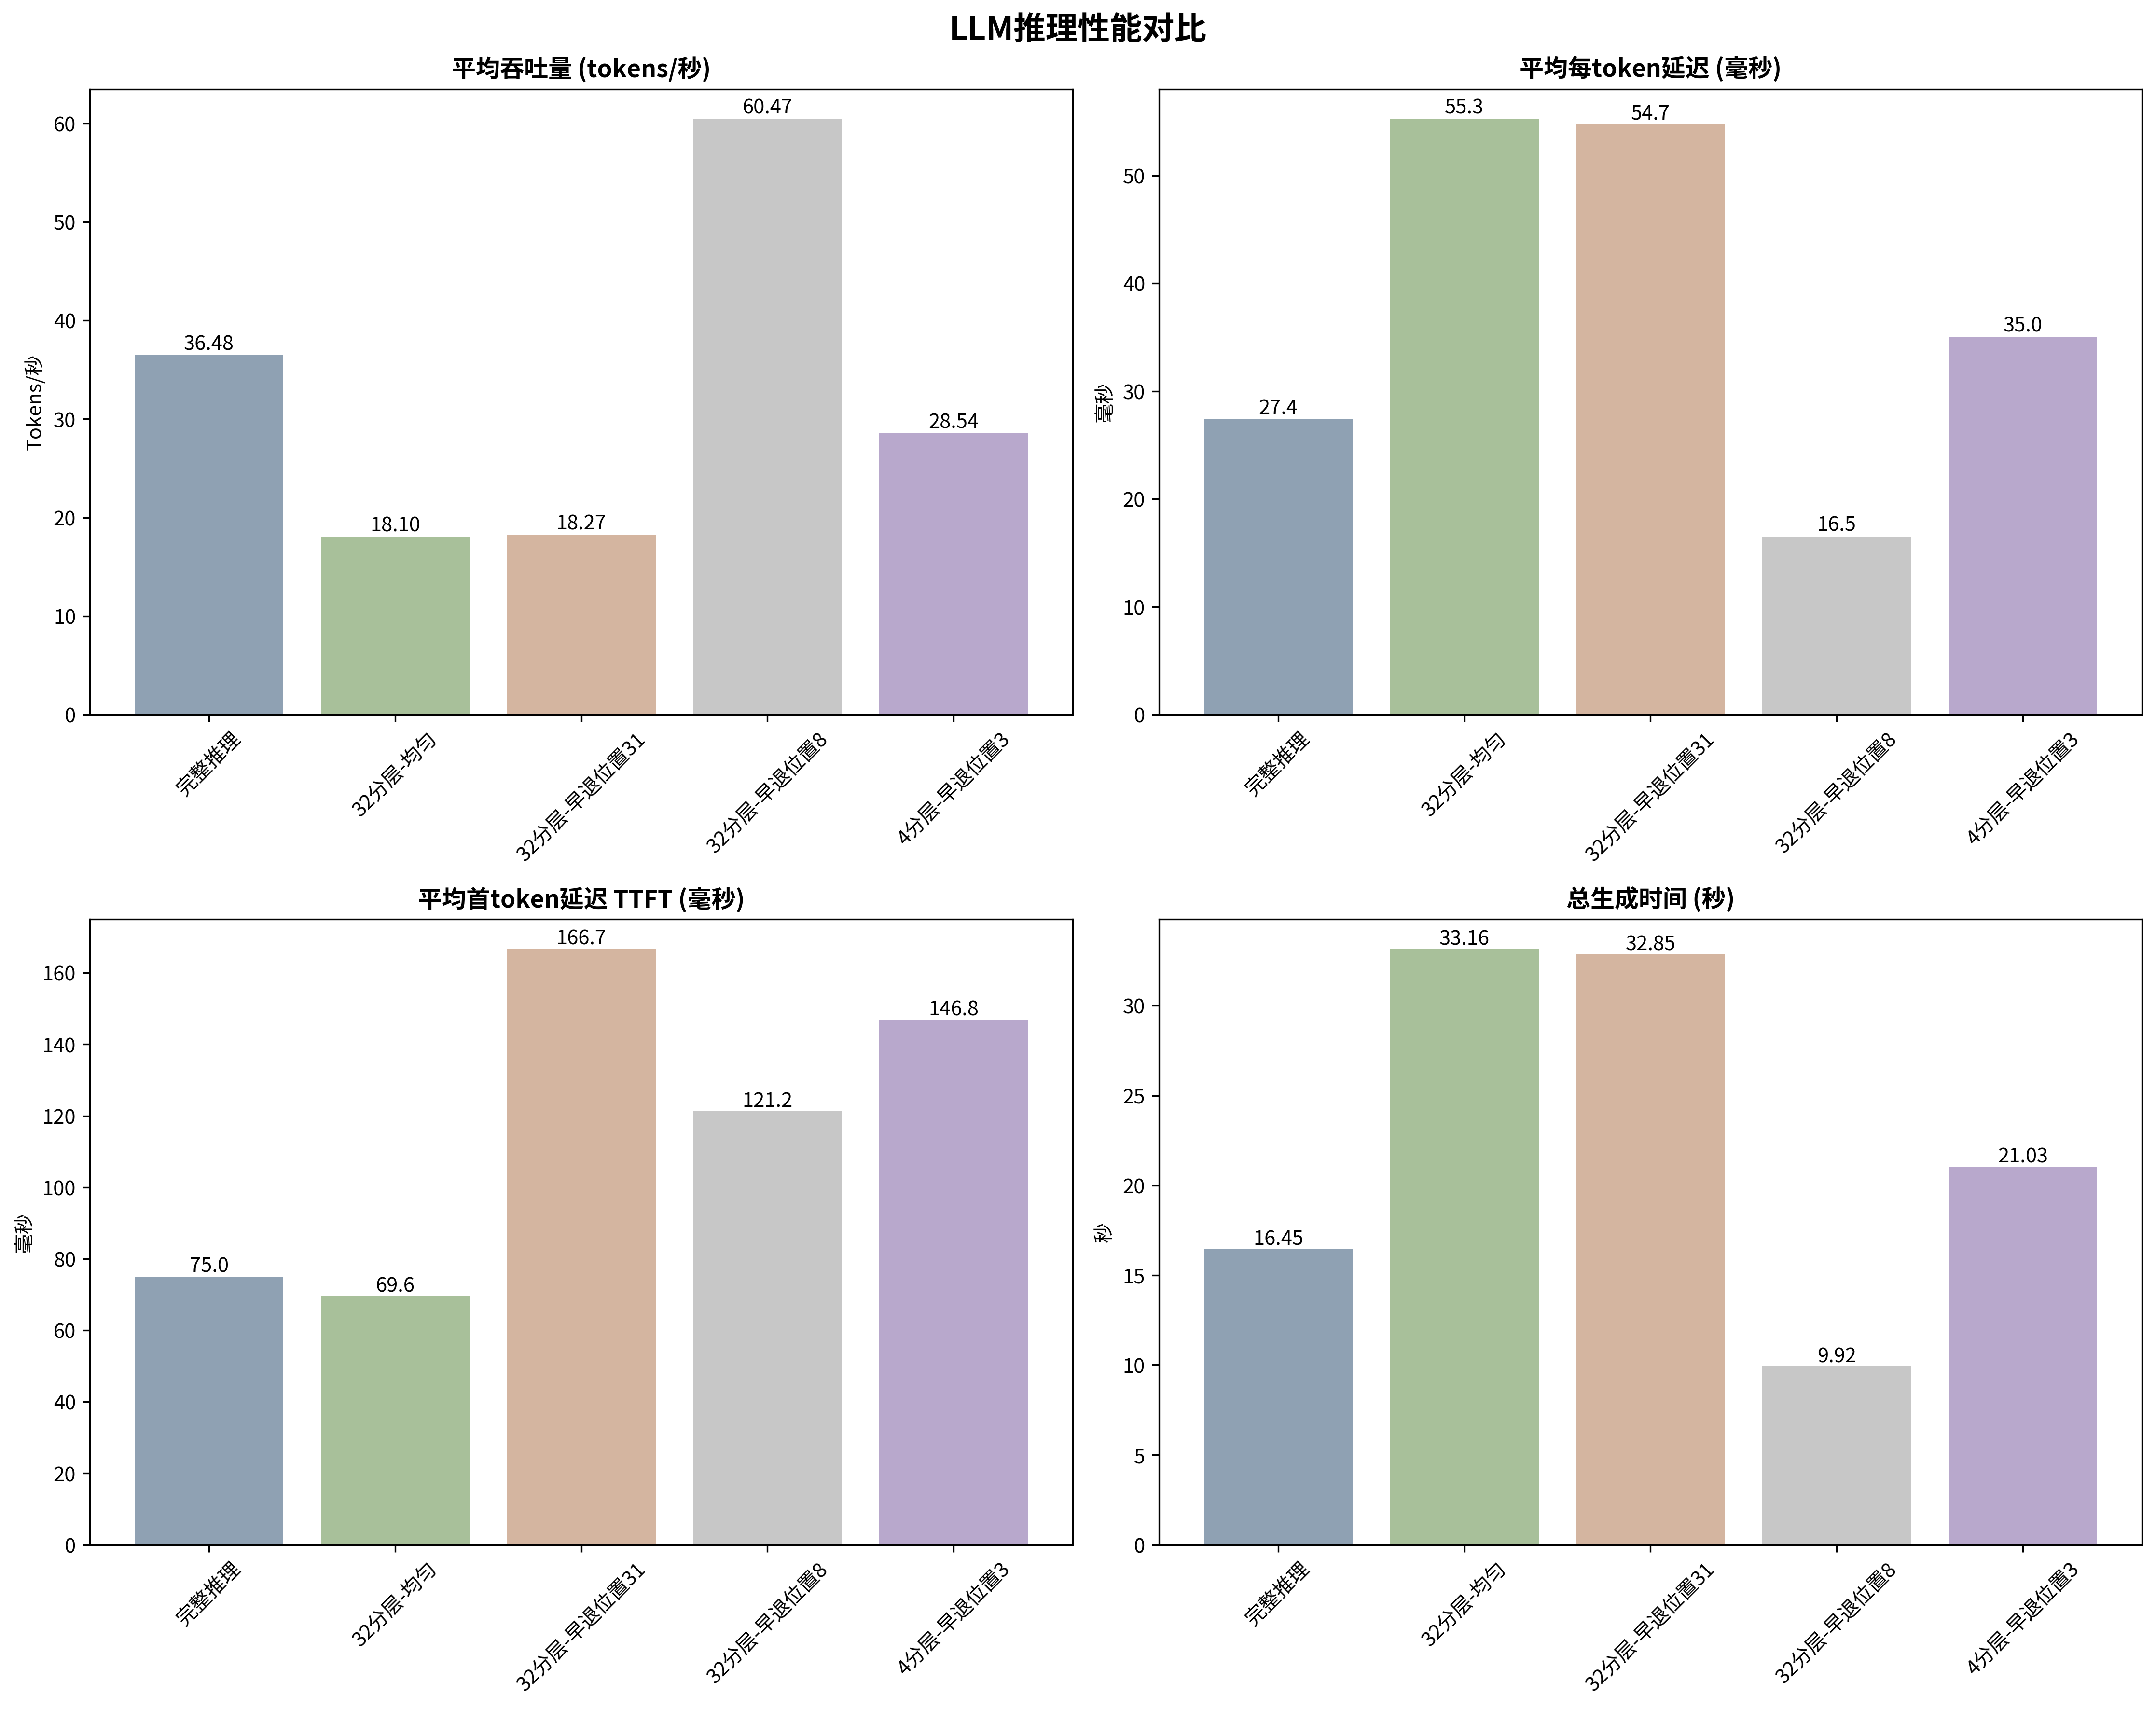 LLM推理性能对比
平均吞吐量 (tokens/秒)
Tokens/秒
60
50
40
30
20
10
0
36.48
18.10
18.27
60.47
28.54
完整推理
32分层-均匀
32分层-早退位置31
32分层-早退位置8
4分层-早退位置3
平均每token延迟 (毫秒)
毫秒
50
40
30
20
10
0
27.4
55.3
54.7
16.5
35.0
完整推理
32分层-均匀
32分层-早退位置31
32分层-早退位置8
4分层-早退位置3
平均首token延迟 TTFT (毫秒)
毫秒
160
140
120
100
80
60
40
20
0
75.0
69.6
166.7
121.2
146.8
完整推理
32分层-均匀
32分层-早退位置31
32分层-早退位置8
4分层-早退位置3
总生成时间 (秒)
秒
30
25
20
15
10
5
0
16.45
33.16
32.85
9.92
21.03
完整推理
32分层-均匀
32分层-早退位置31
32分层-早退位置8
4分层-早退位置3